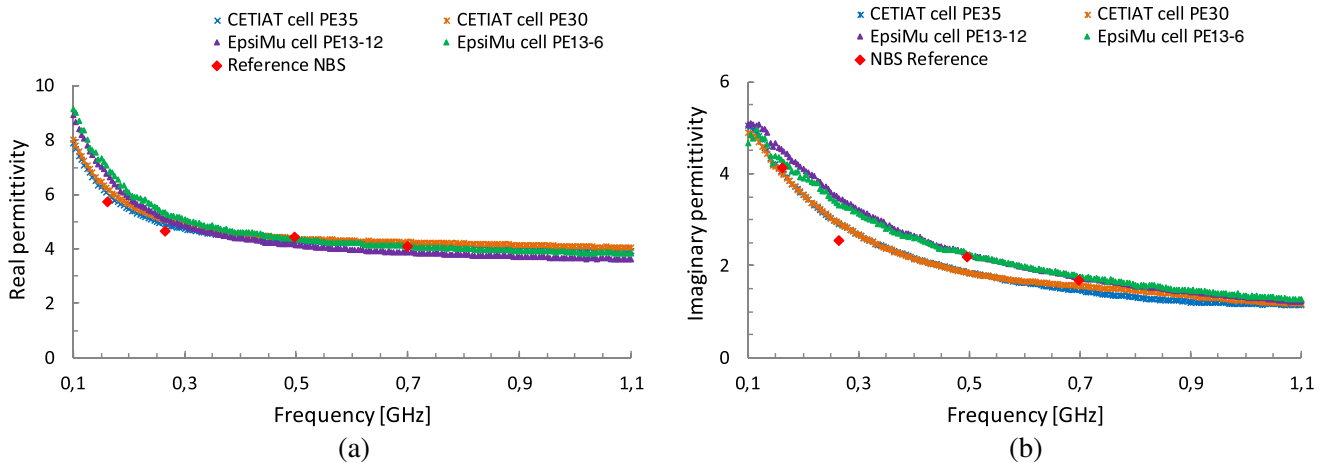 CETIAT cell PE35
CETIAT cell PE30
EpsiMu cell PE13-12
EpsiMu cell PE13-6
Reference NBS
10
8
6
4
2
0
Real permittivity
0,1
0,3
0,5
0,7
0,9
1,1
Frequency [GHz]
(a)
CETIAT cell PE35
CETIAT cell PE30
EpsiMu cell PE13-12
EpsiMu cell PE13-6
NBS Reference
6
4
2
0
Imaginary permittivity
0,1
0,3
0,5
0,7
0,9
1,1
Frequency [GHz]
(b)